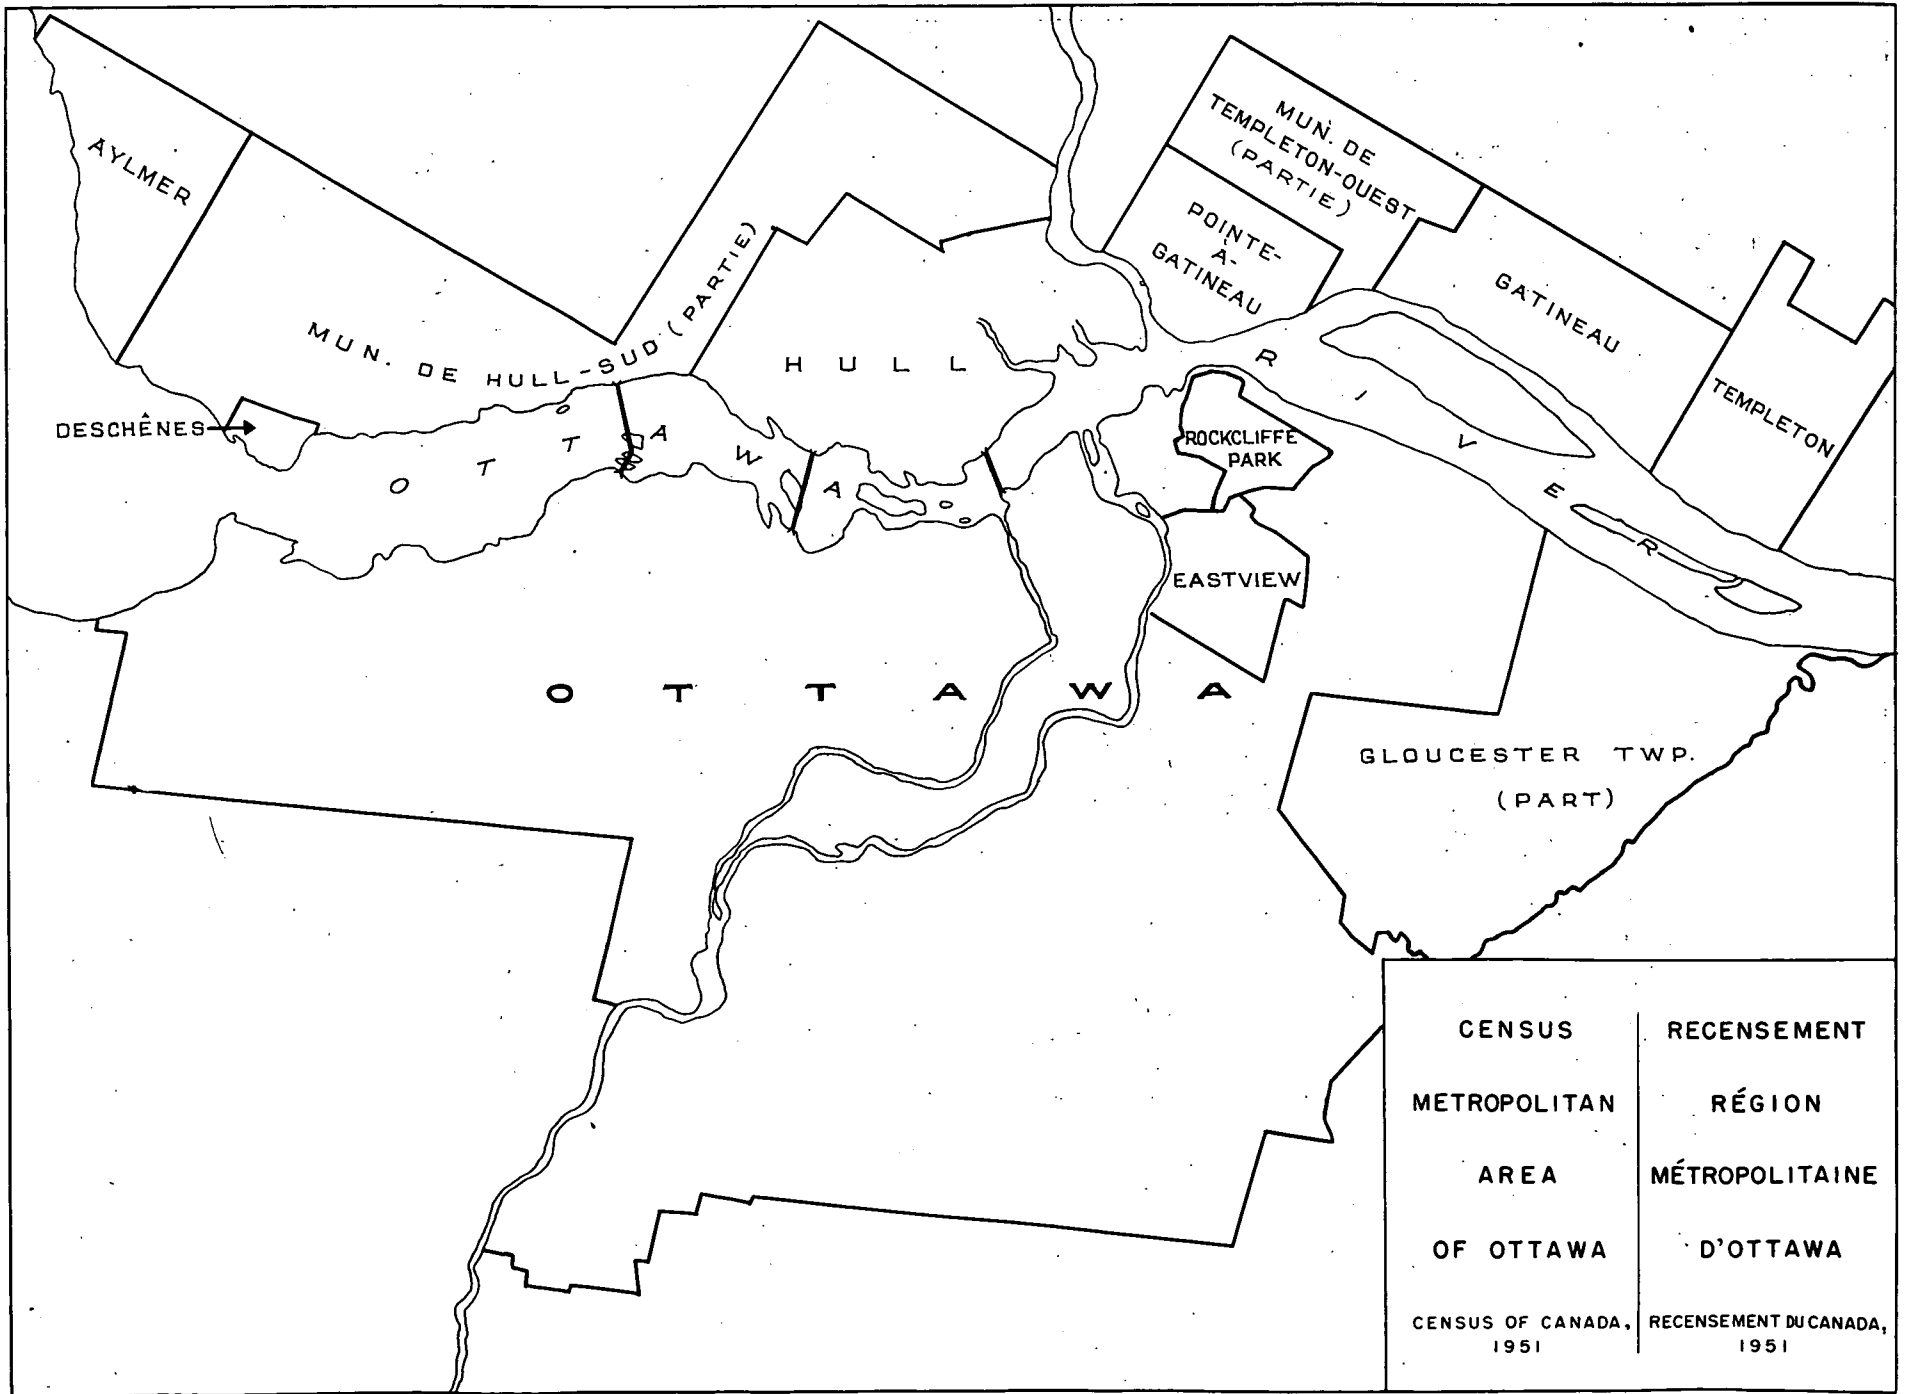 AYLMER
MUN. DE HULL-SUD (PARTIE)
DESCHÊNES
HULL
MUN. DE
TEMPLETON-OUEST
(PARTIE)
POINTE-
À-
GATINEAU
GATINEAU
TEMPLETON
OTTAWA RIVER
ROCKCLIFFE
PARK
EASTVIEW
OTTAWA
GLOUCESTER TWP.
(PART)
CENSUS
METROPOLITAN
AREA
OF OTTAWA
CENSUS OF CANADA,
1951
RECENSEMENT
RÉGION
MÉTROPOLITAINE
D'OTTAWA
RECENSEMENT DU CANADA,
1951